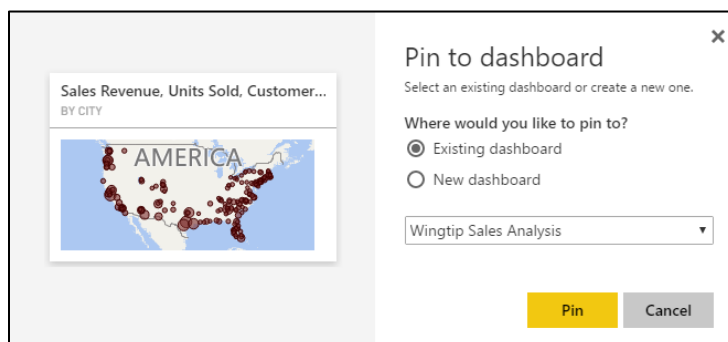 Sales Revenue, Units Sold, Customer...
BY CITY
AMERICA
Pin to dashboard
Select an existing dashboard or create a new one.
Where would you like to pin to?
Existing dashboard
New dashboard
Wingtip Sales Analysis
Pin
Cancel